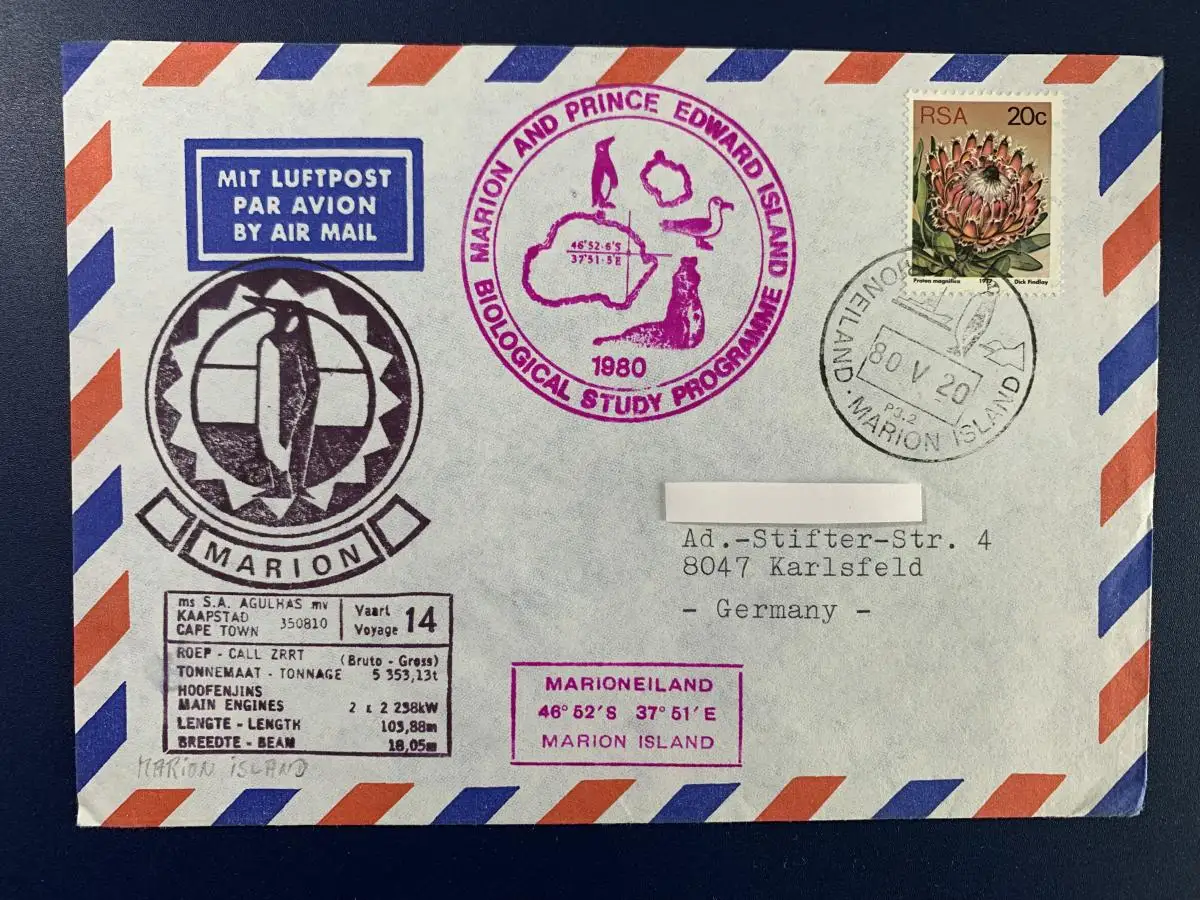 MIT LUFTPOST
PAR AVION
BY AIR MAIL
MARION AND PRINCE EDWARD ISLAND
46°52·6'S
37°51·5'E
1980
BIOLOGICAL STUDY PROGRAMME
RSA 20c
Protea magnifica 1977 Dick Findlay
80 V 20
P3.2
MARION ISLAND
MARION
ms S.A. AGULHAS mv
KAAPSTAD 350810
CAPE TOWN
Vaart
Voyage 14
ROEP - CALL ZRRT
(Bruto - Gross)
TONNEMAAT - TONNAGE 5 353,13t
HOOFENJINS
MAIN ENGINES 2 x 2 238kW
LENGTE - LENGTH 103,88m
BREEDTE - BEAM 18,05m
MARION ISLAND
Ad.-Stifter-Str. 4
8047 Karlsfeld
- Germany -
MARIONEILAND
46° 52'S 37° 51'E
MARION ISLAND